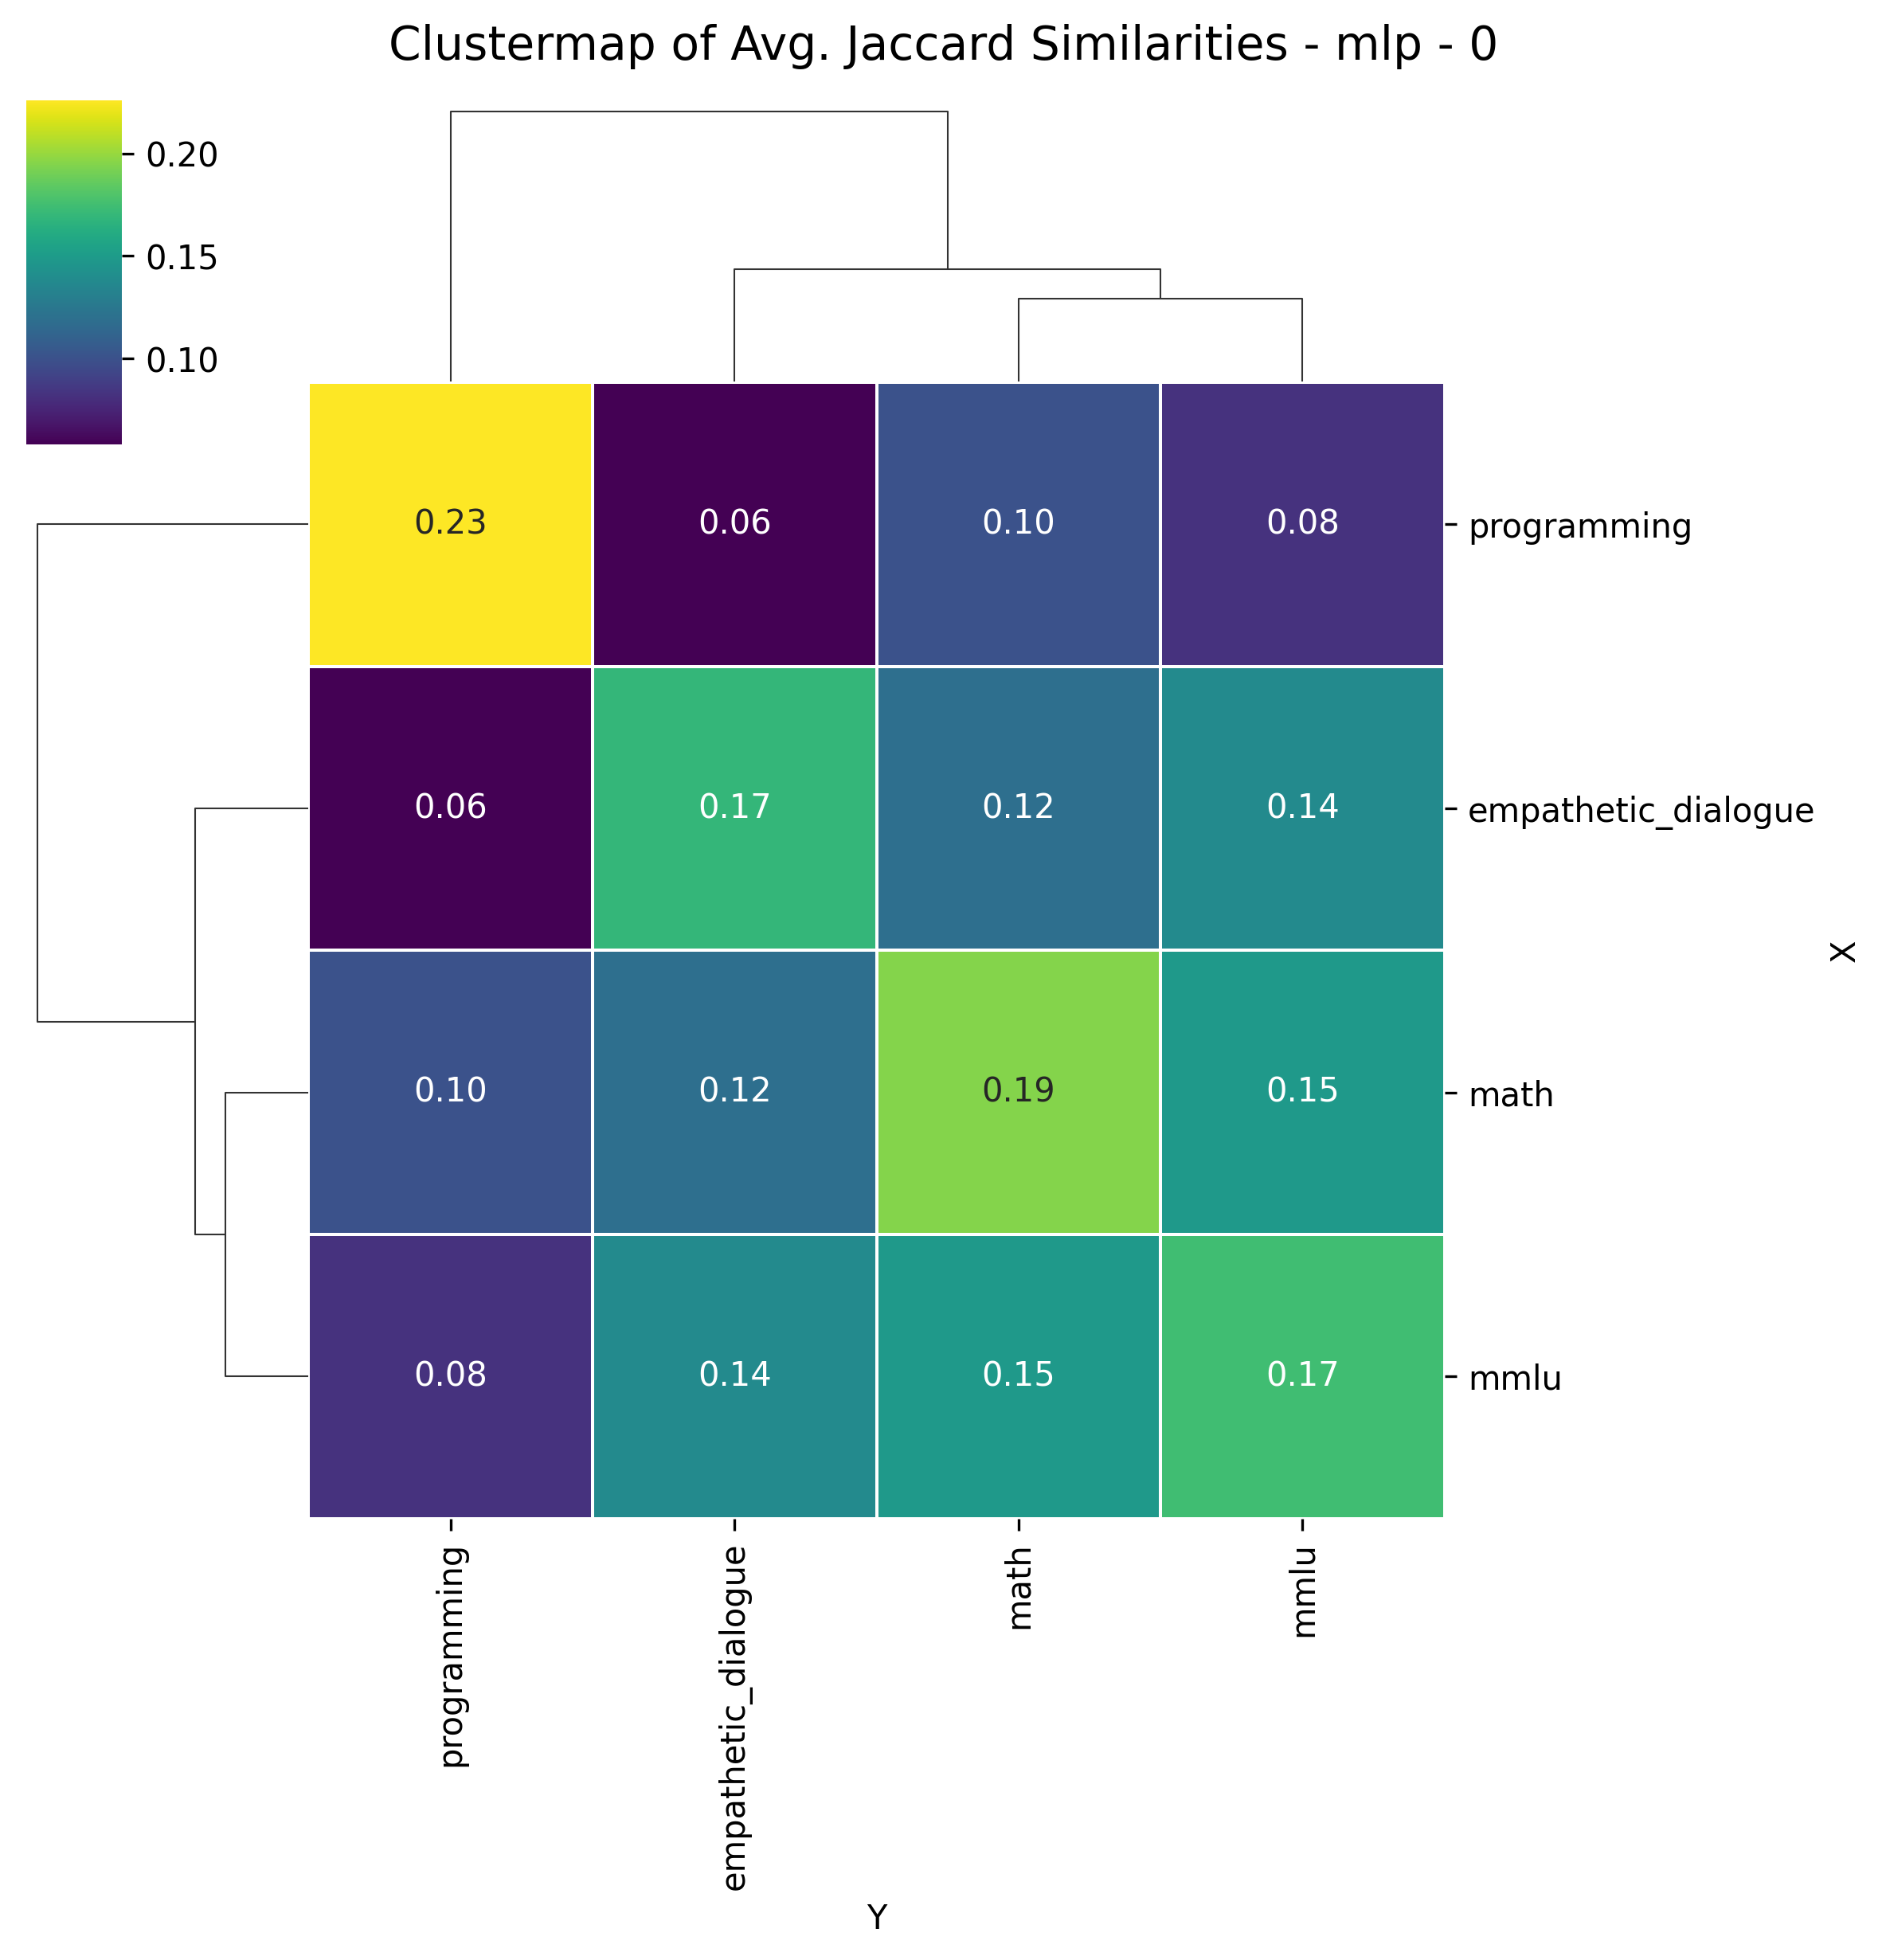 Clustermap of Avg. Jaccard Similarities - mlp - 0
0.20
0.15
0.10
0.23 0.06 0.10 0.08 programming
0.06 0.17 0.12 0.14 empathetic_dialogue
0.10 0.12 0.19 0.15 math
0.08 0.14 0.15 0.17 mmlu
X
programming
empathetic_dialogue
math
mmlu
Y